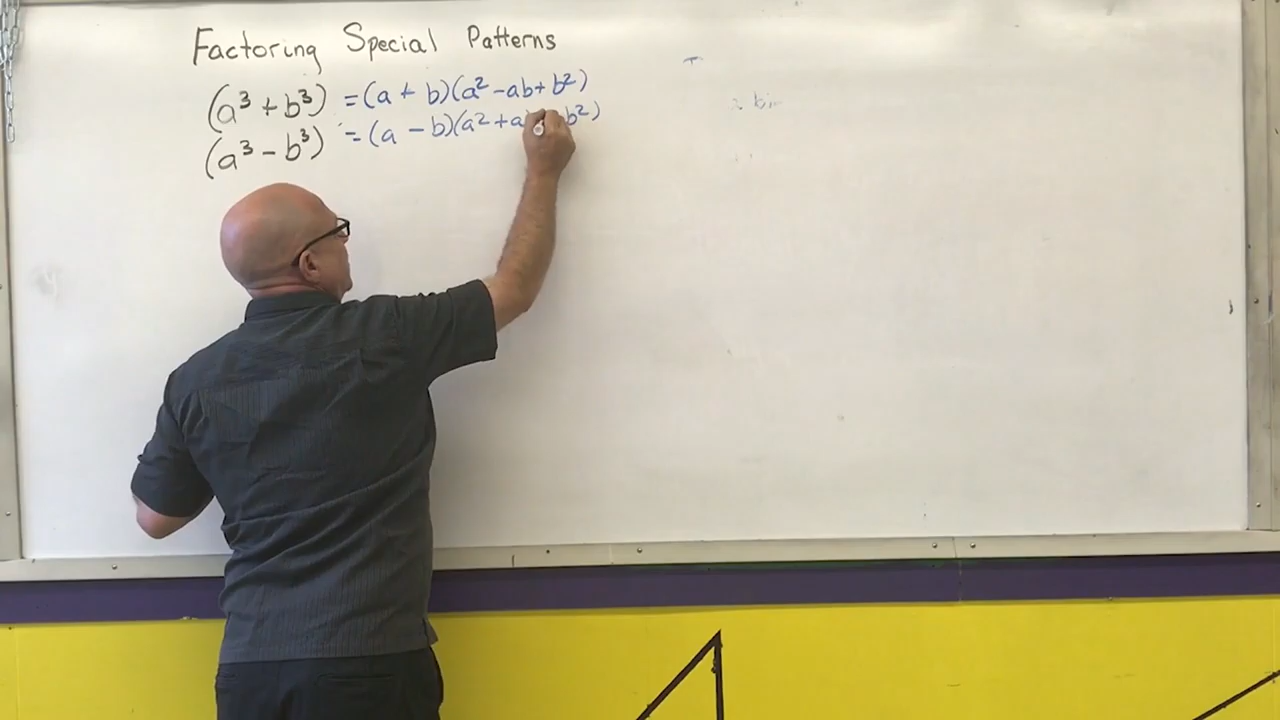 Factoring Special Patterns
(a³ + b³) = (a + b)(a² - ab + b²)
(a³ - b³) = (a - b)(a² + a b²)